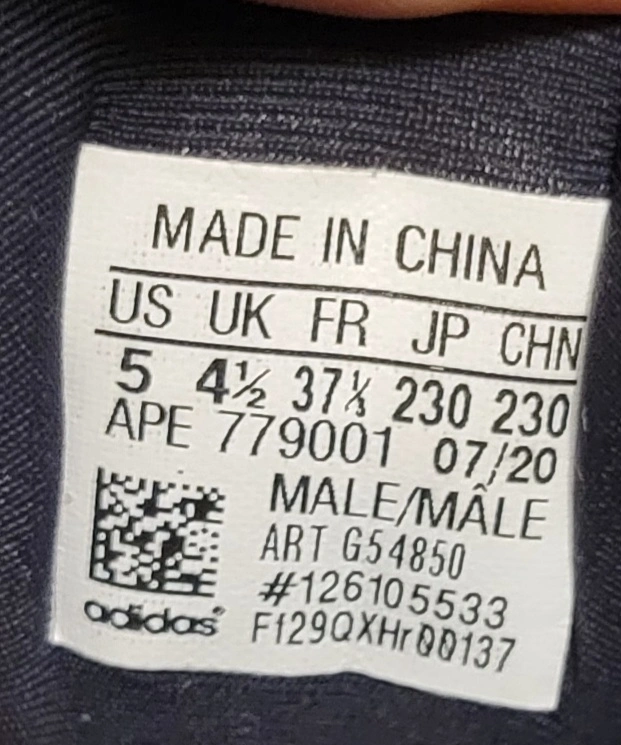 MADE IN CHINA
US UK FR JP CHN
5 4½ 37⅓ 230 230
APE 779001 07/20
MALE/MÂLE
ART G54850
#126105533
adidas
Ff29QXHr00137